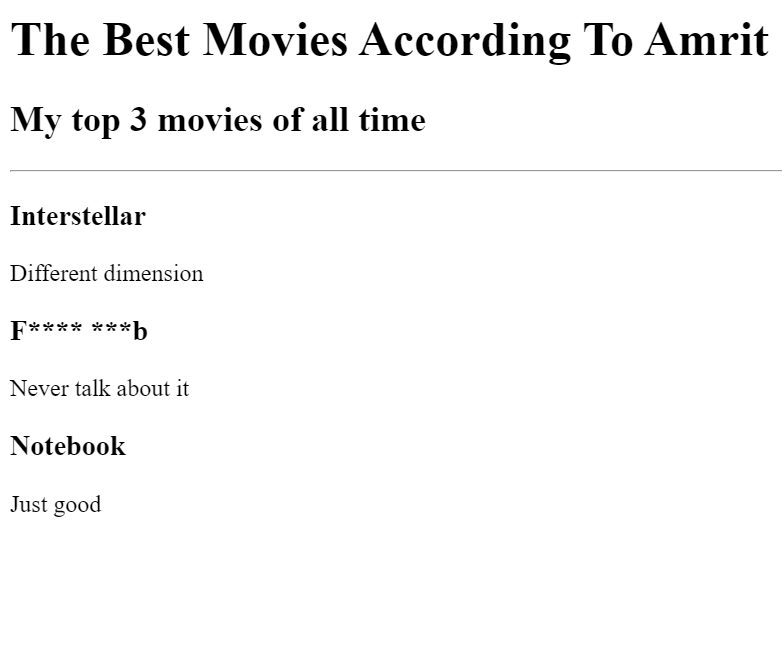 The Best Movies According To Amrit
My top 3 movies of all time
Interstellar
Different dimension
F**** ***b
Never talk about it
Notebook
Just good